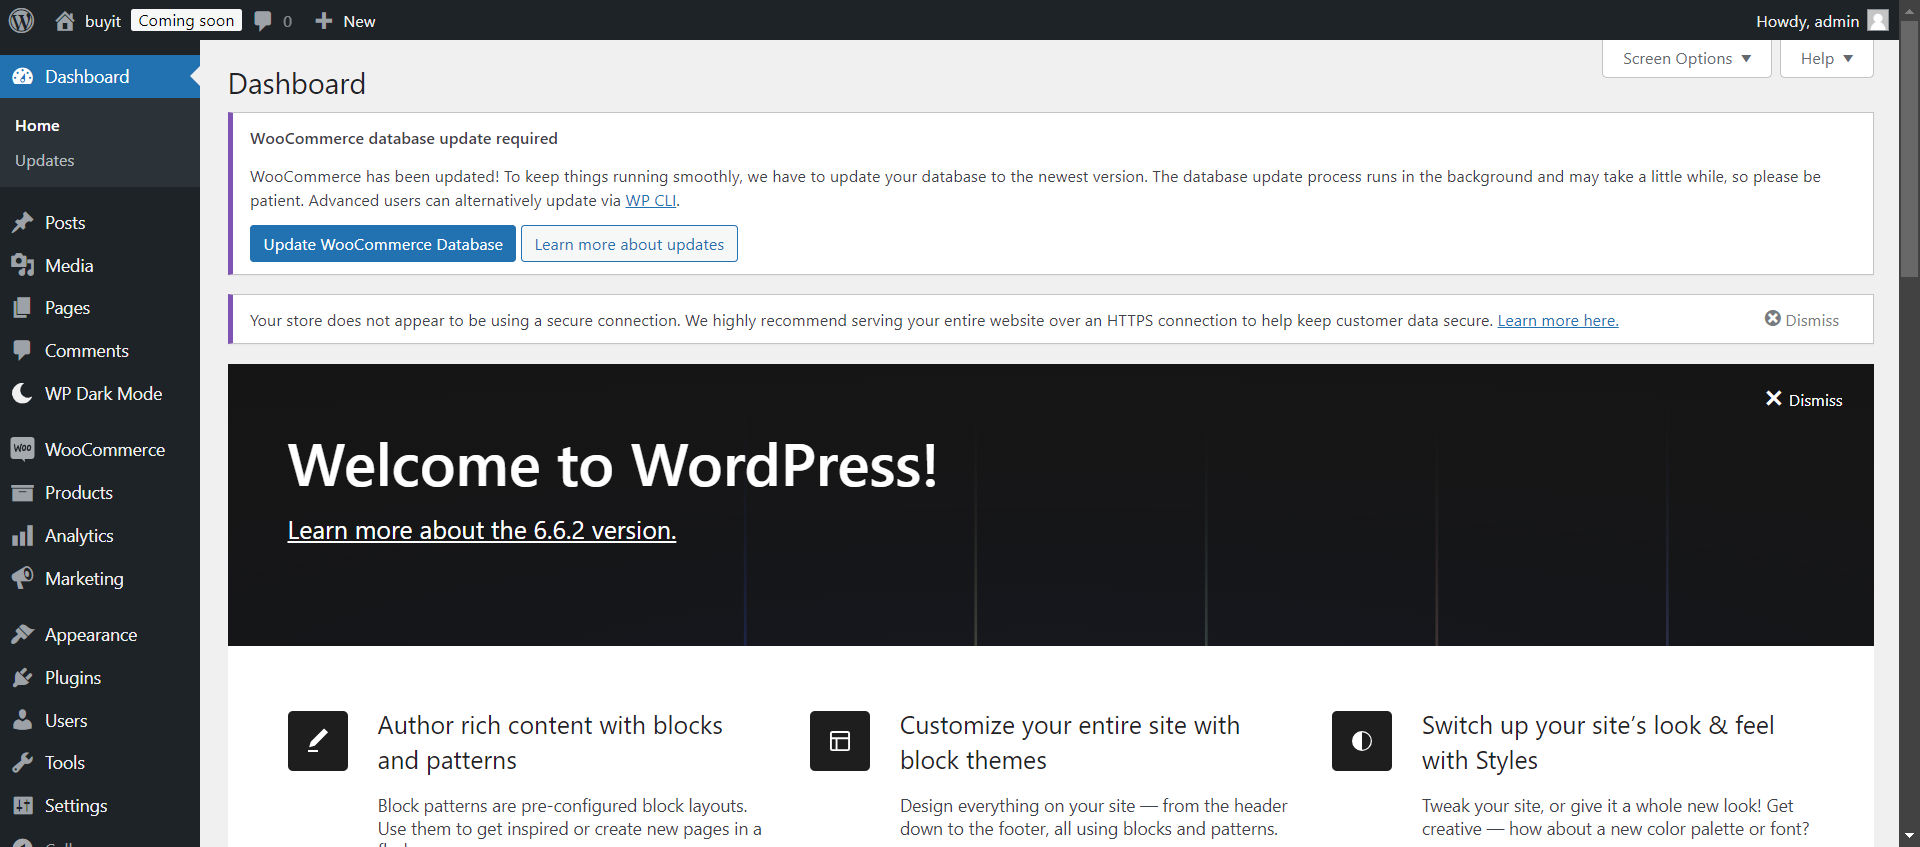 buyit Coming soon 0 New Howdy, admin
Screen Options Help
Dashboard
Home
Updates
Posts
Media
Pages
Comments
WP Dark Mode
Woo WooCommerce
Products
Analytics
Marketing
Appearance
Plugins
Users
Tools
Settings
Dashboard
WooCommerce database update required
WooCommerce has been updated! To keep things running smoothly, we have to update your database to the newest version. The database update process runs in the background and may take a little while, so please be
patient. Advanced users can alternatively update via WP CLI.
Update WooCommerce Database Learn more about updates
Your store does not appear to be using a secure connection. We highly recommend serving your entire website over an HTTPS connection to help keep customer data secure. Learn more here. Dismiss
Dismiss
Welcome to WordPress!
Learn more about the 6.6.2 version.
Author rich content with blocks
and patterns
Block patterns are pre-configured block layouts.
Use them to get inspired or create new pages in a
Customize your entire site with
block themes
Design everything on your site — from the header
down to the footer, all using blocks and patterns.
Switch up your site’s look & feel
with Styles
Tweak your site, or give it a whole new look! Get
creative — how about a new color palette or font?